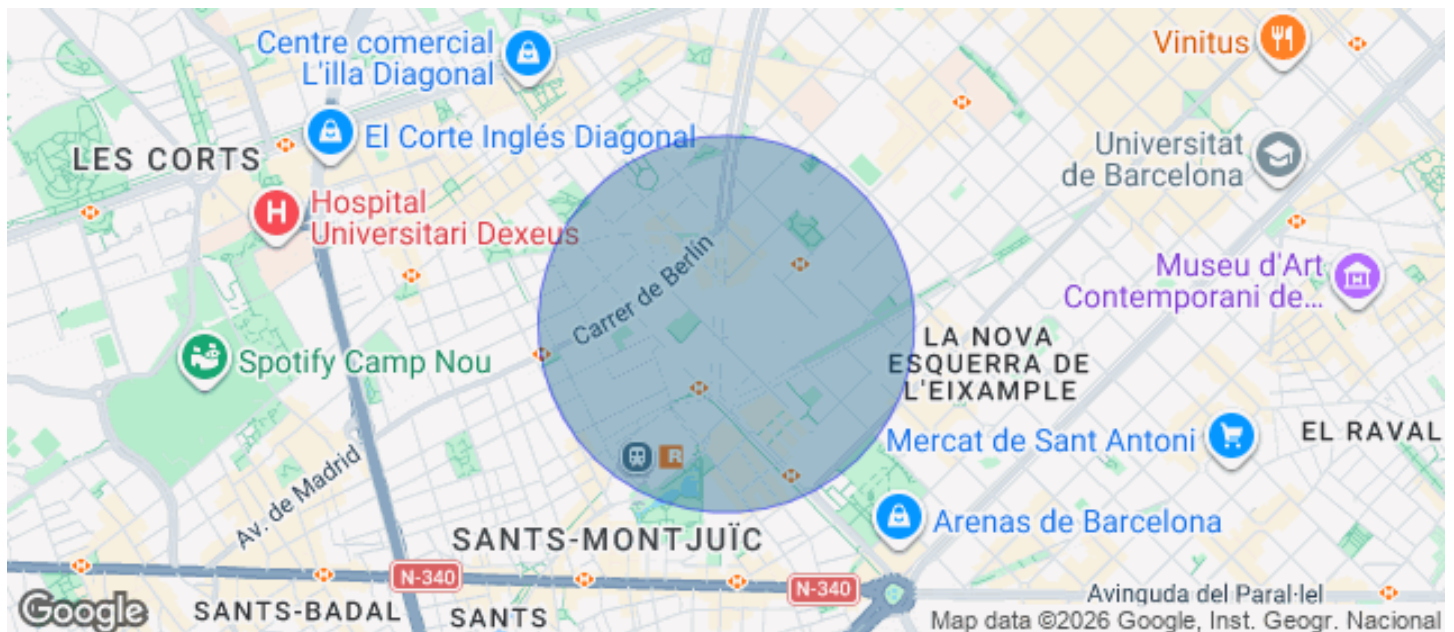 Centre comercial
L'illa Diagonal
Vinitus
El Corte Inglés Diagonal
LES CORTS
Universitat
de Barcelona
H
Hospital
Universitari Dexeus
Carrer de Berlín
Museu d'Art
Contemporani de...
Spotify Camp Nou
LA NOVA
ESQUERRA DE
L'EIXAMPLE
Mercat de Sant Antoni
EL RAVAL
R
Av. de Madrid
Arenas de Barcelona
SANTS-MONTJUÏC
N-340
N-340
Avinguda del Paral·lel
Google
SANTS-BADAL
SANTS
Map data ©2026 Google, Inst. Geogr. Nacional